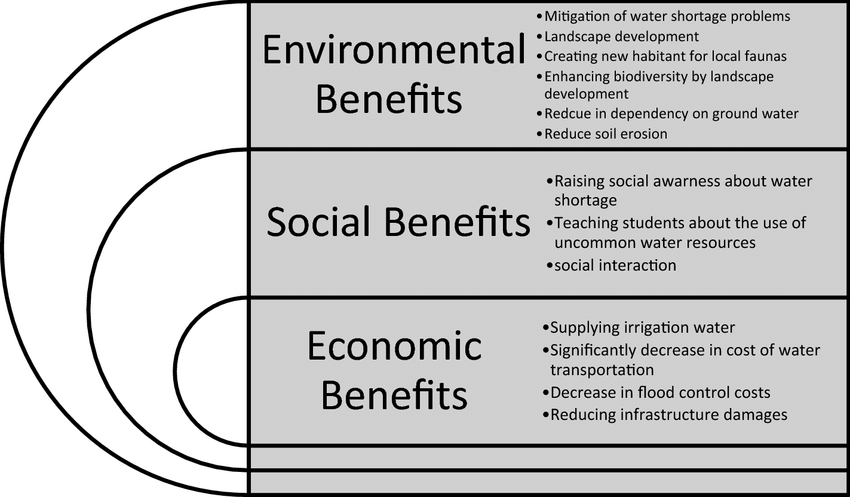 Environmental
Benefits
•Mitigation of water shortage problems
•Landscape development
•Creating new habitant for local faunas
•Enhancing biodiversity by landscape
development
•Redcue in dependency on ground water
•Reduce soil erosion
Social Benefits
•Raising social awarness about water
shortage
•Teaching students about the use of
uncommon water resources
•social interaction
Economic
Benefits
•Supplying irrigation water
•Significantly decrease in cost of water
transportation
•Decrease in flood control costs
•Reducing infrastructure damages